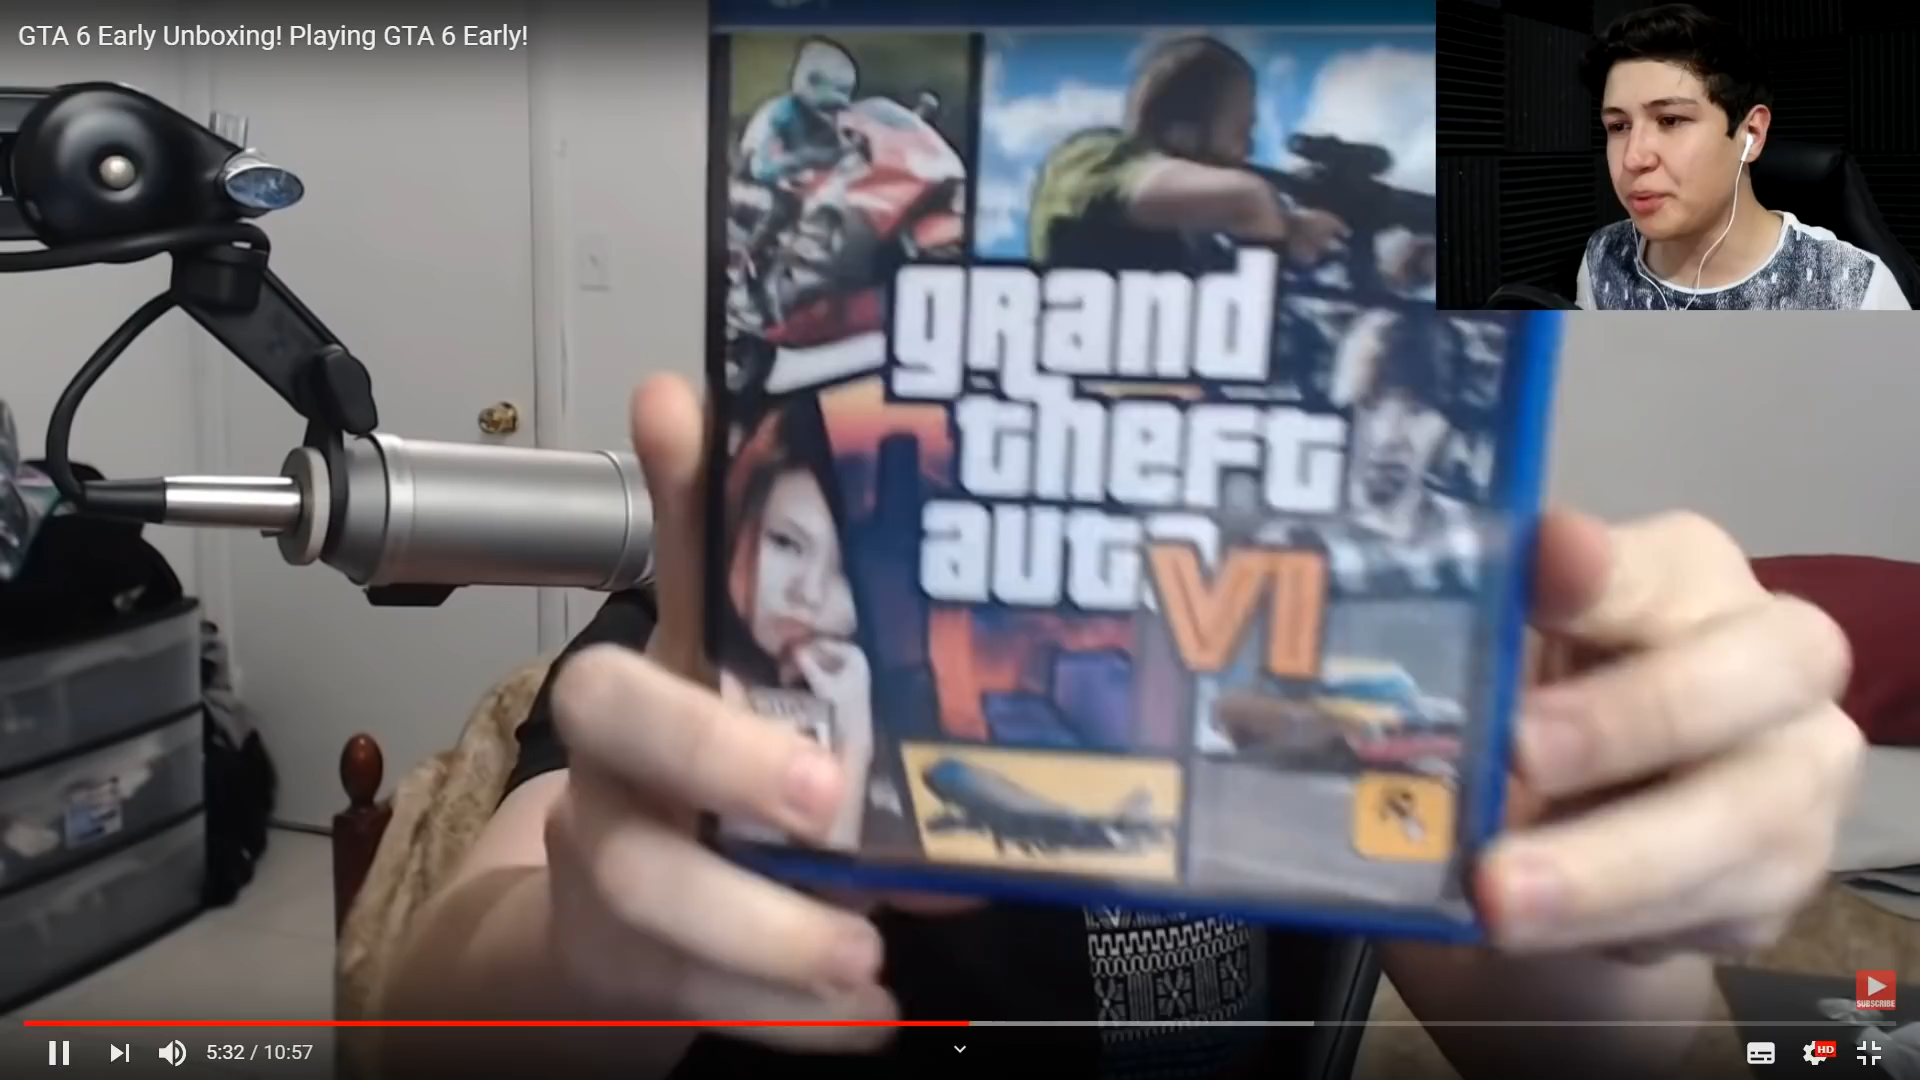 GTA 6 Early Unboxing! Playing GTA 6 Early!
grand
theft
auto
VI
SUBSCRIBE
5:32 / 10:57
HD